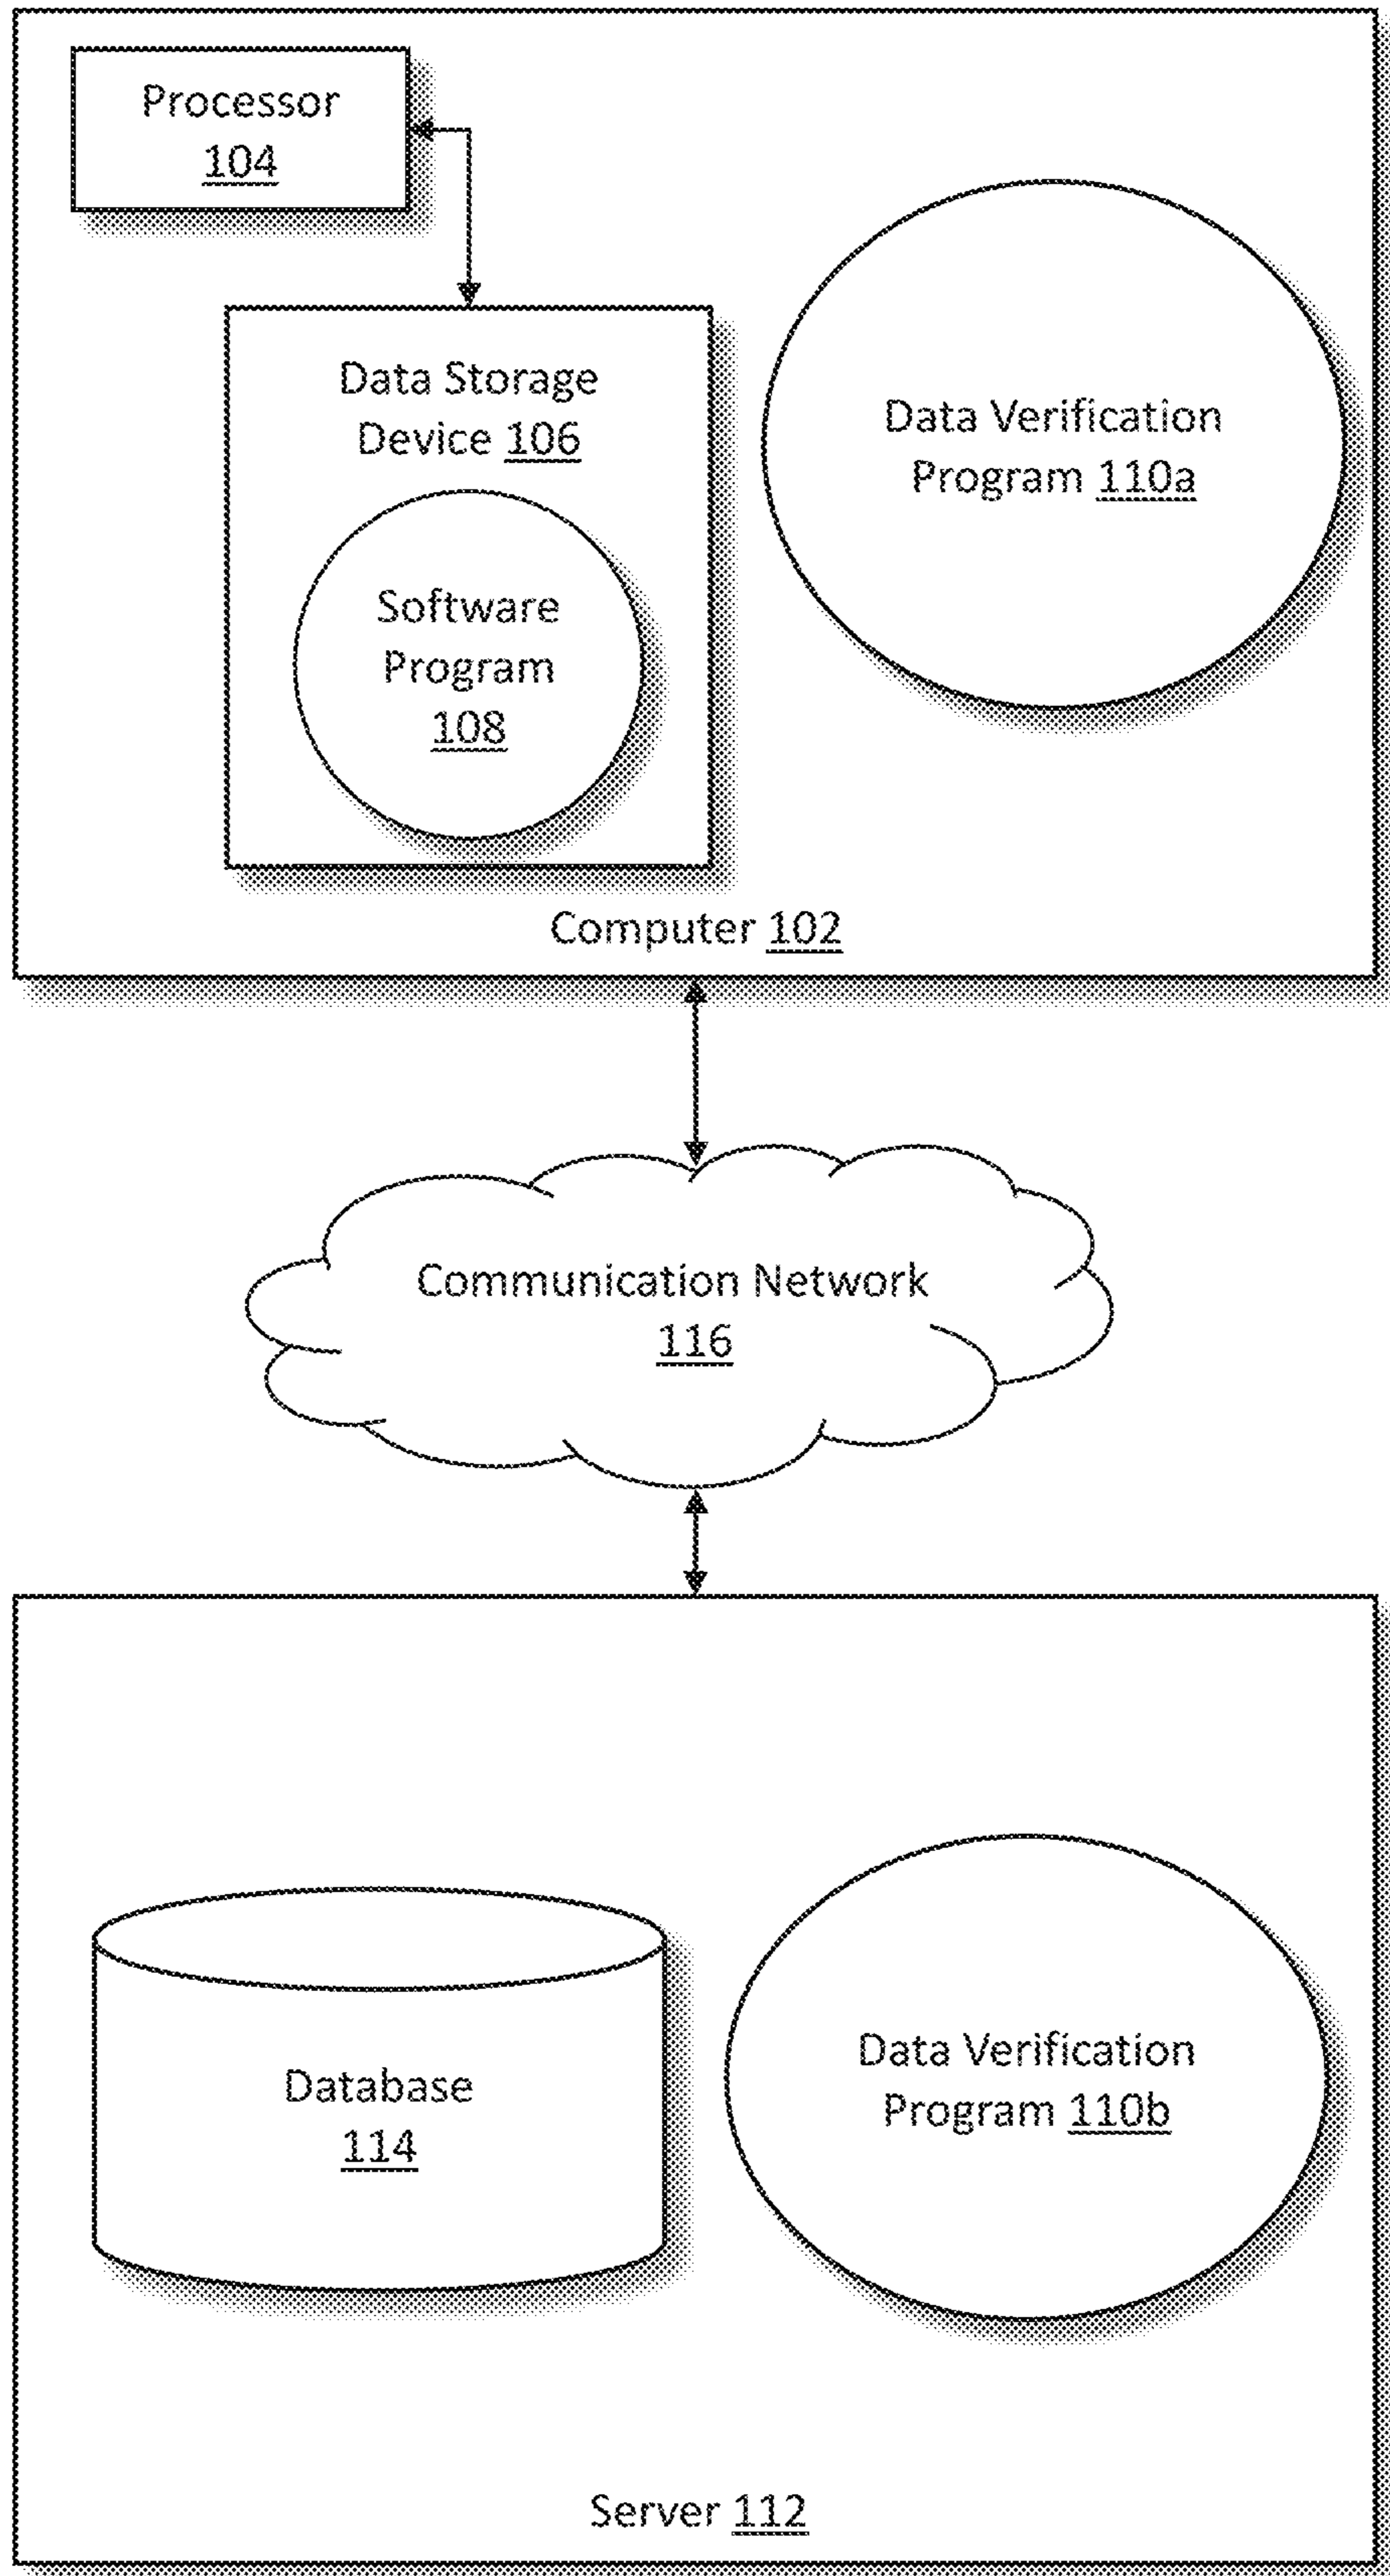 Processor
104
Data Storage
Device 106
Software
Program
108
Data Verification
Program 110a
Computer 102
Communication Network
116
Database
114
Data Verification
Program 110b
Server 112